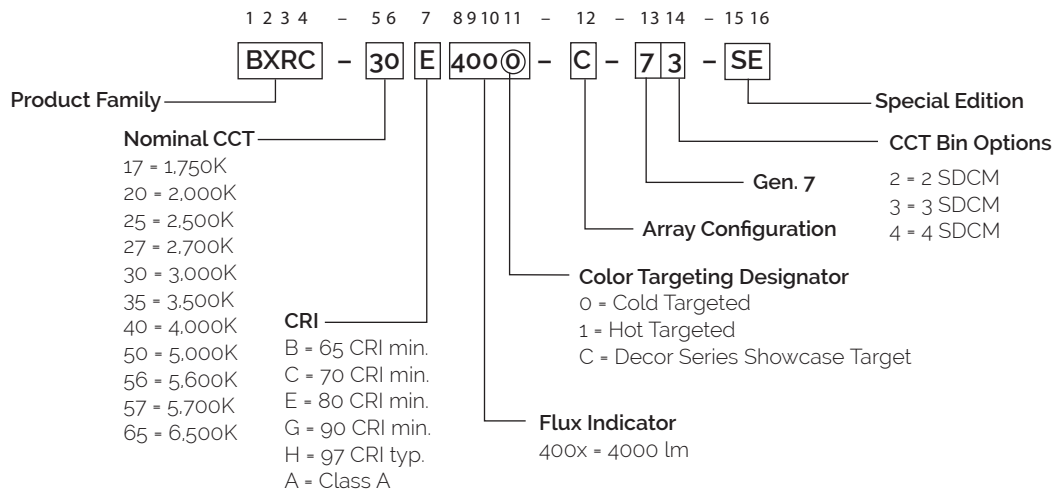 1 2 3 4 – 5 6 7 8 9 10 11 – 12 – 13 14 – 15 16
BXRC – 30 E 400 0 – C – 7 3 – SE
Product Family
Special Edition
Nominal CCT
17 = 1,750K
20 = 2,000K
25 = 2,500K
27 = 2,700K
30 = 3,000K
35 = 3,500K
40 = 4,000K
50 = 5,000K
56 = 5,600K
57 = 5,700K
65 = 6,500K
CCT Bin Options
2 = 2 SDCM
3 = 3 SDCM
4 = 4 SDCM
Gen. 7
Array Configuration
Color Targeting Designator
0 = Cold Targeted
1 = Hot Targeted
C = Decor Series Showcase Target
CRI
B = 65 CRI min.
C = 70 CRI min.
E = 80 CRI min.
G = 90 CRI min.
H = 97 CRI typ.
A = Class A
Flux Indicator
400x = 4000 lm